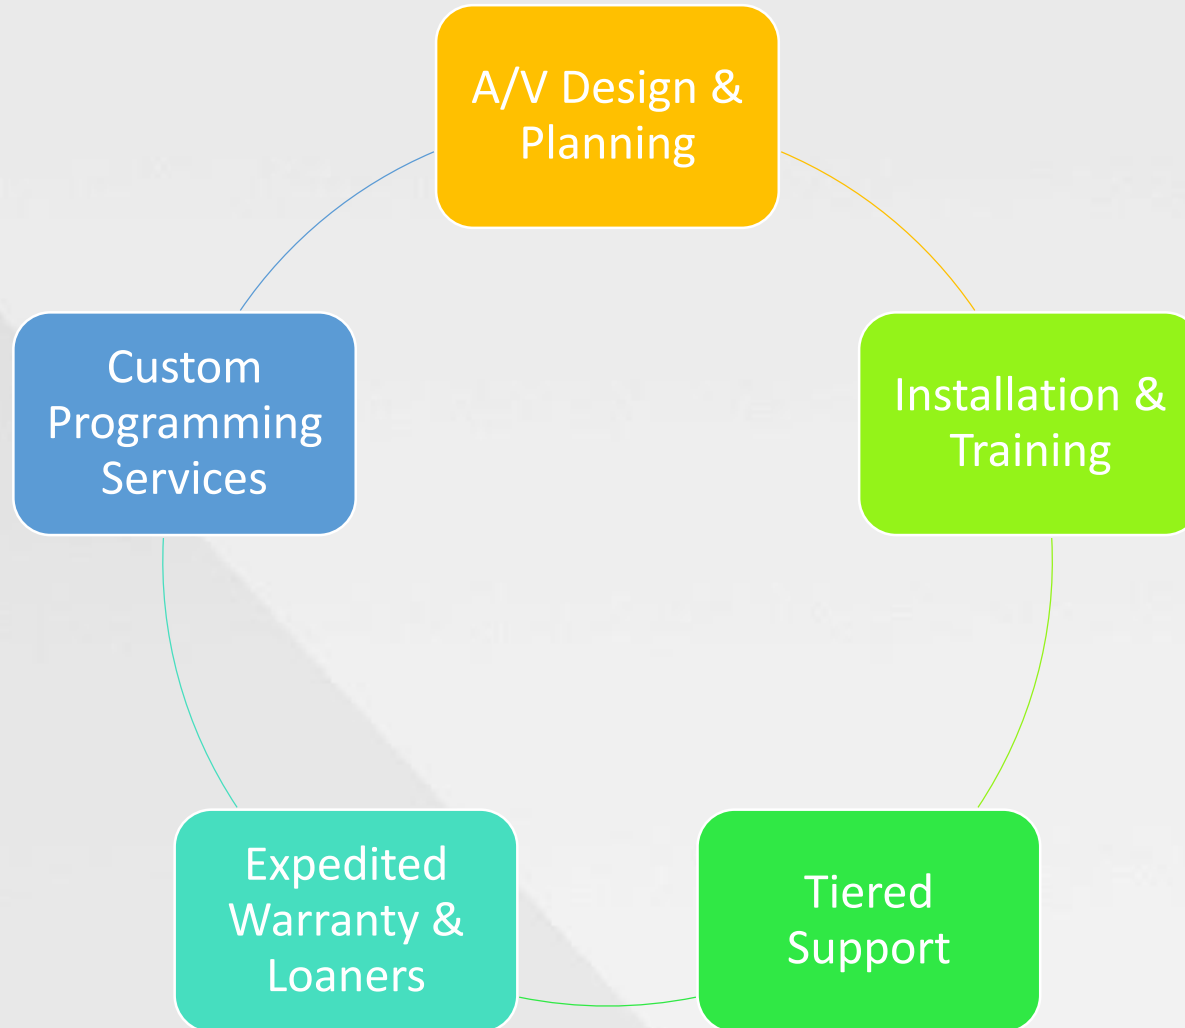 A/V Design &
Planning
Installation &
Training
Tiered
Support
Expedited
Warranty &
Loaners
Custom
Programming
Services